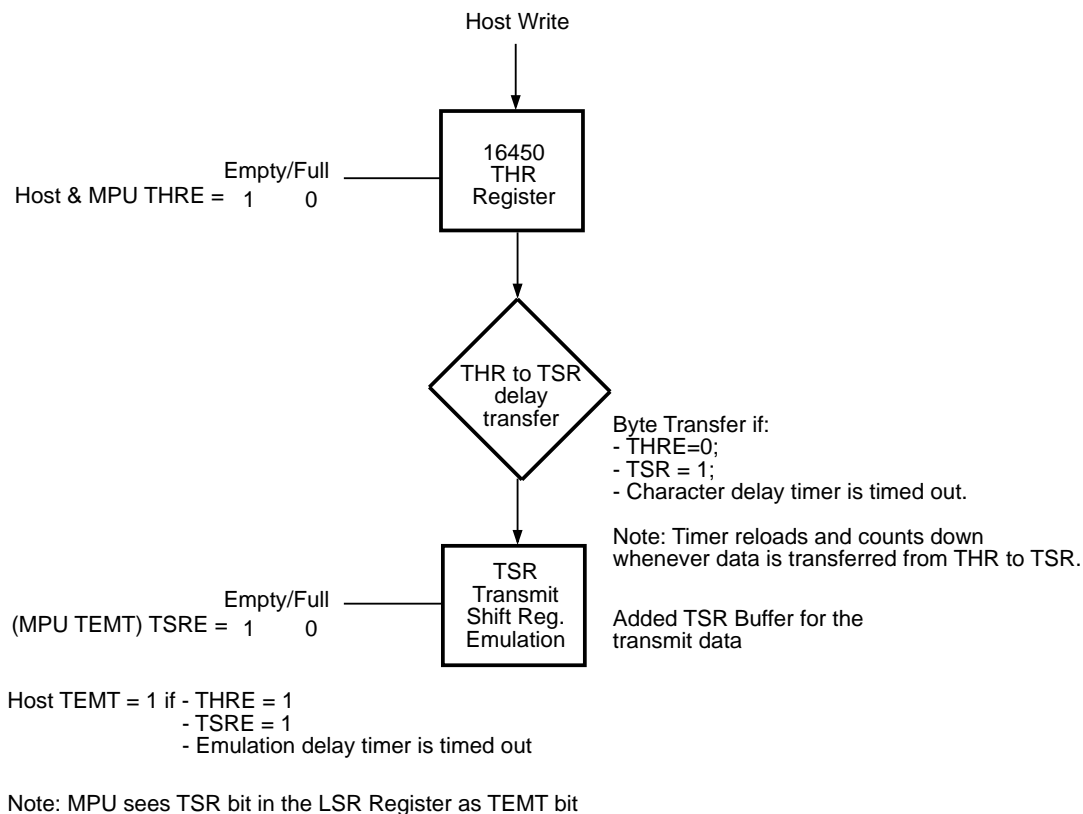 Host Write
16450
THR
Register
Empty/Full
Host & MPU THRE = 1 0
THR to TSR
delay
transfer
Byte Transfer if:
- THRE=0;
- TSR = 1;
- Character delay timer is timed out.
Note: Timer reloads and counts down
whenever data is transferred from THR to TSR.
TSR
Transmit
Shift Reg.
Emulation
Empty/Full
(MPU TEMT) TSRE = 1 0
Added TSR Buffer for the
transmit data
Host TEMT = 1 if - THRE = 1
- TSRE = 1
- Emulation delay timer is timed out
Note: MPU sees TSR bit in the LSR Register as TEMT bit